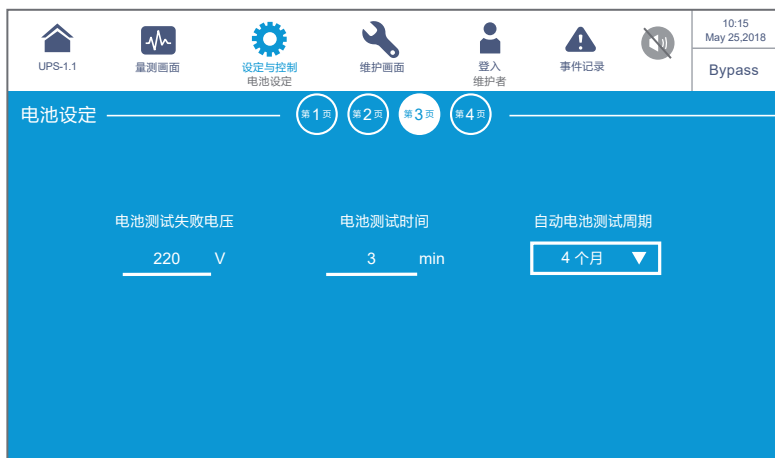 10:15
May 25,2018
UPS-1.1
量测画面
设定与控制
电池设定
维护画面
登入
维护者
事件记录
Bypass
电池设定
第1页
第2页
第3页
第4页
电池测试失败电压
电池测试时间
自动电池测试周期
220 V
3 min
4 个月